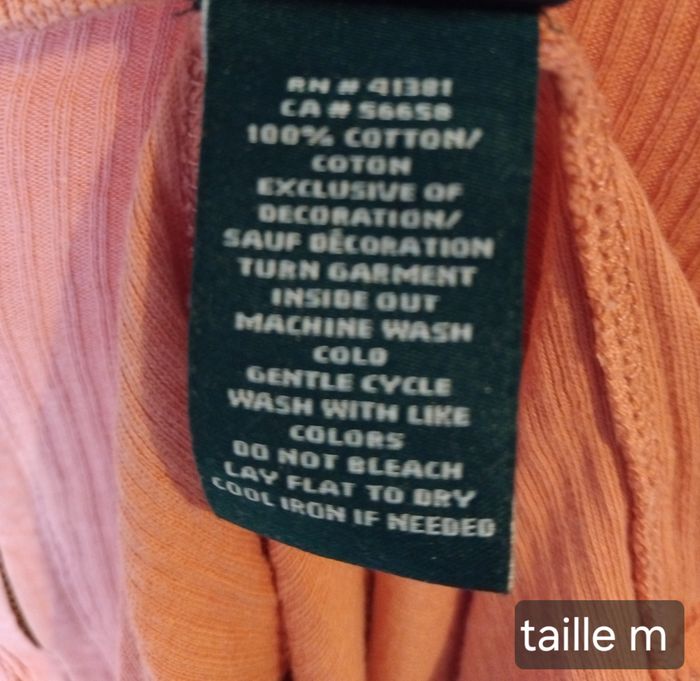 RN # 41381
CA # 56658
100% COTTON/
COTON
EXCLUSIVE OF
DECORATION/
SAUF DÉCORATION
TURN GARMENT
INSIDE OUT
MACHINE WASH
COLD
GENTLE CYCLE
WASH WITH LIKE
COLORS
DO NOT BLEACH
LAY FLAT TO DRY
COOL IRON IF NEEDED
taille m